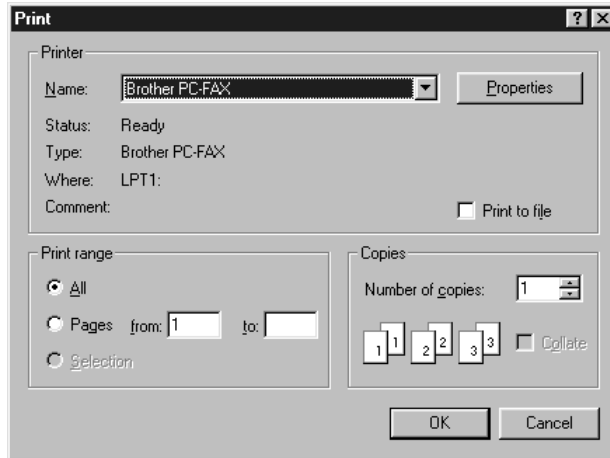 Print
Printer
Name: Brother PC-FAX Properties
Status: Ready
Type: Brother PC-FAX
Where: LPT1:
Comment: Print to file
Print range
All
Pages from: 1 to:
Selection
Copies
Number of copies: 1
1 1 2 2 3 3 Collate
OK Cancel